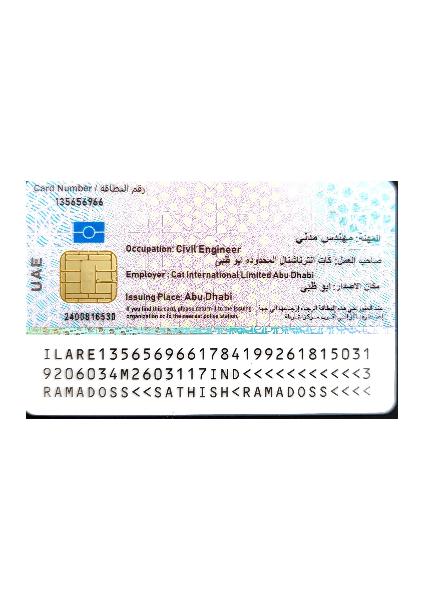 Card Number / رقم البطاقة
135656966
المهنة: مهندس مدني
Occupation: Civil Engineer
صاحب العمل: كات انترناشنال المحدوده ابو ظبي
Employer : Cat International Limited Abu Dhabi
مكان الاصدار: ابو ظبي
Issuing Place: Abu Dhabi
UAE
If you find this card, please return it to the issuing
organization or to the nearest police station.
2400816530
ILARE1356569661784199261815031
9206034M2603117IND<<<<<<<<<<<3
RAMADOSS<<SATHISH<RAMADOSS<<<<